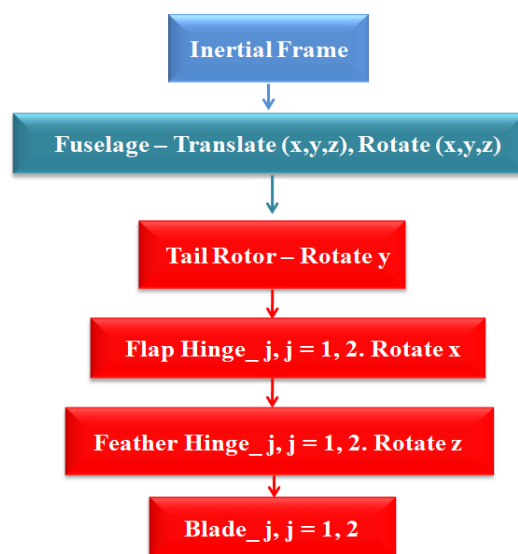 Inertial Frame
Fuselage – Translate (x,y,z), Rotate (x,y,z)
Tail Rotor – Rotate y
Flap Hinge_ j, j = 1, 2. Rotate x
Feather Hinge_ j, j = 1, 2. Rotate z
Blade_ j, j = 1, 2